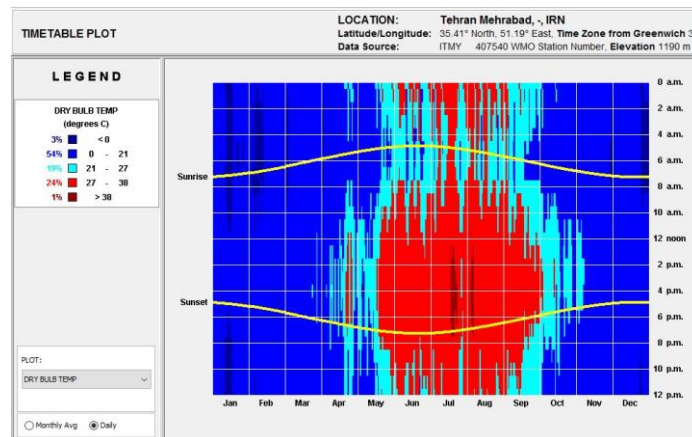 TIMETABLE PLOT
LOCATION: Tehran Mehrabad, -, IRN
Latitude/Longitude: 35.41° North, 51.19° East, Time Zone from Greenwich 3
Data Source: ITMY 407540 WMO Station Number, Elevation 1190 m
LEGEND
DRY BULB TEMP
(degrees C)
3% < 0
54% 0 - 21
19% 21 - 27
24% 27 - 38
1% > 38
PLOT:
DRY BULB TEMP
Monthly Avg Daily
Sunrise
Sunset
0 a.m.
2 a.m.
4 a.m.
6 a.m.
8 a.m.
10 a.m.
12 noon
2 p.m.
4 p.m.
6 p.m.
8 p.m.
10 p.m.
12 p.m.
Jan Feb Mar Apr May Jun Jul Aug Sep Oct Nov Dec